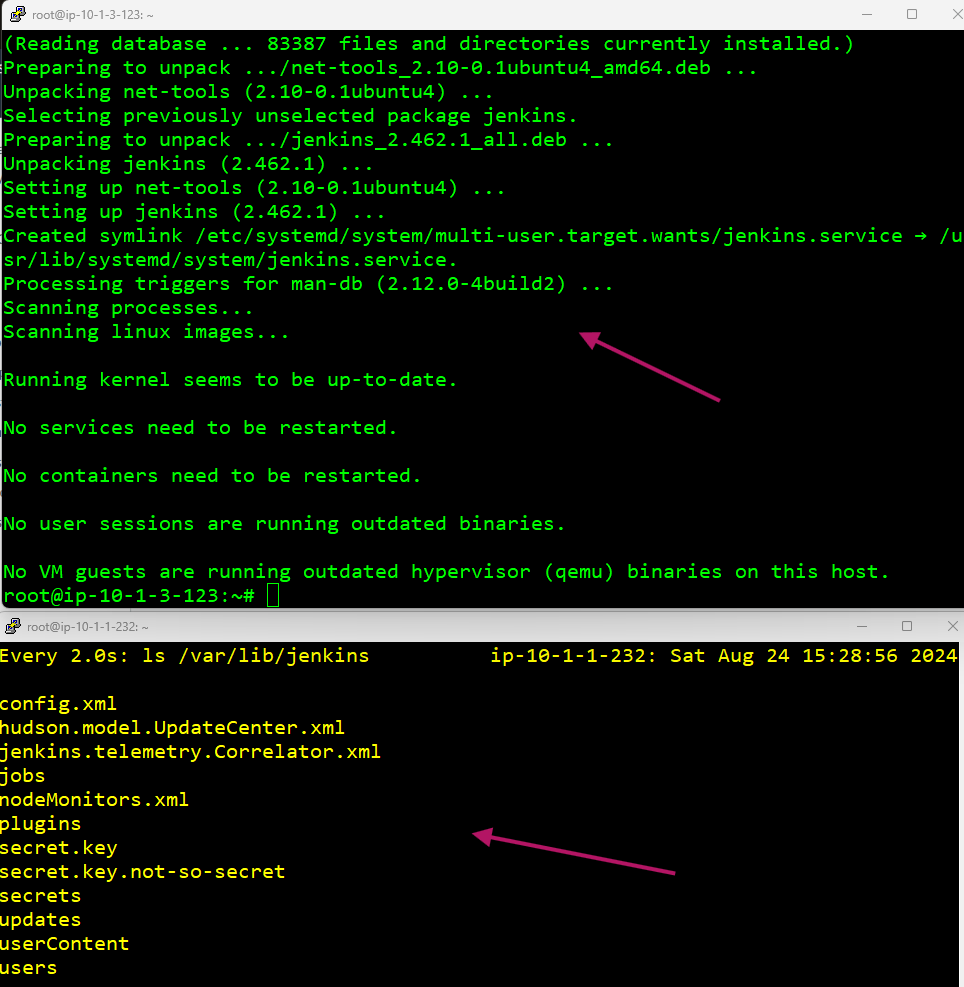 root@ip-10-1-3-123: ~
(Reading database ... 83387 files and directories currently installed.)
Preparing to unpack .../net-tools_2.10-0.1ubuntu4_amd64.deb ...
Unpacking net-tools (2.10-0.1ubuntu4) ...
Selecting previously unselected package jenkins.
Preparing to unpack .../jenkins_2.462.1_all.deb ...
Unpacking jenkins (2.462.1) ...
Setting up net-tools (2.10-0.1ubuntu4) ...
Setting up jenkins (2.462.1) ...
Created symlink /etc/systemd/system/multi-user.target.wants/jenkins.service → /u
sr/lib/systemd/system/jenkins.service.
Processing triggers for man-db (2.12.0-4build2) ...
Scanning processes...
Scanning linux images...
Running kernel seems to be up-to-date.
No services need to be restarted.
No containers need to be restarted.
No user sessions are running outdated binaries.
No VM guests are running outdated hypervisor (qemu) binaries on this host.
root@ip-10-1-3-123:~#
root@ip-10-1-1-232: ~
Every 2.0s: ls /var/lib/jenkins ip-10-1-1-232: Sat Aug 24 15:28:56 2024
config.xml
hudson.model.UpdateCenter.xml
jenkins.telemetry.Correlator.xml
jobs
nodeMonitors.xml
plugins
secret.key
secret.key.not-so-secret
secrets
updates
userContent
users